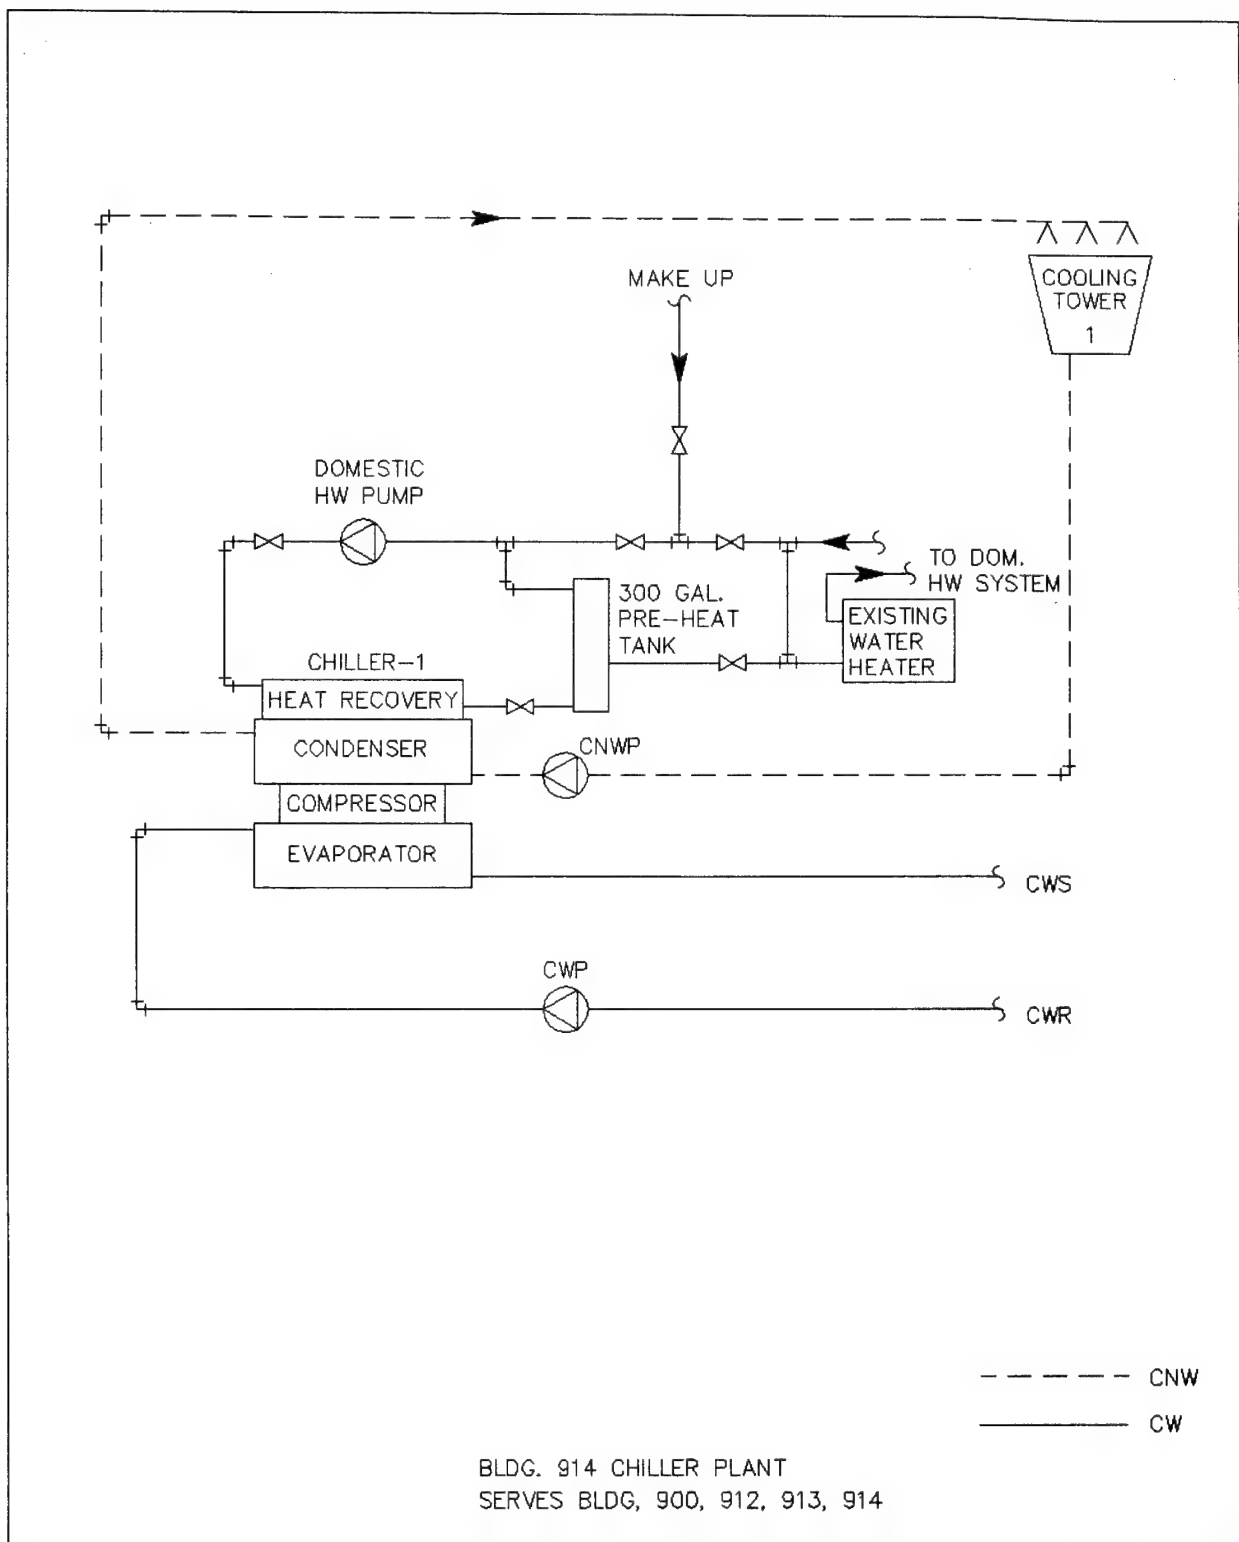 COOLING
TOWER
1
MAKE UP
DOMESTIC
HW PUMP
TO DOM.
HW SYSTEM
300 GAL.
PRE-HEAT
TANK
EXISTING
WATER
HEATER
CHILLER-1
HEAT RECOVERY
CONDENSER
CNWP
COMPRESSOR
EVAPORATOR
CWS
CWP
CWR
CNW
CW
BLDG. 914 CHILLER PLANT
SERVES BLDG, 900, 912, 913, 914